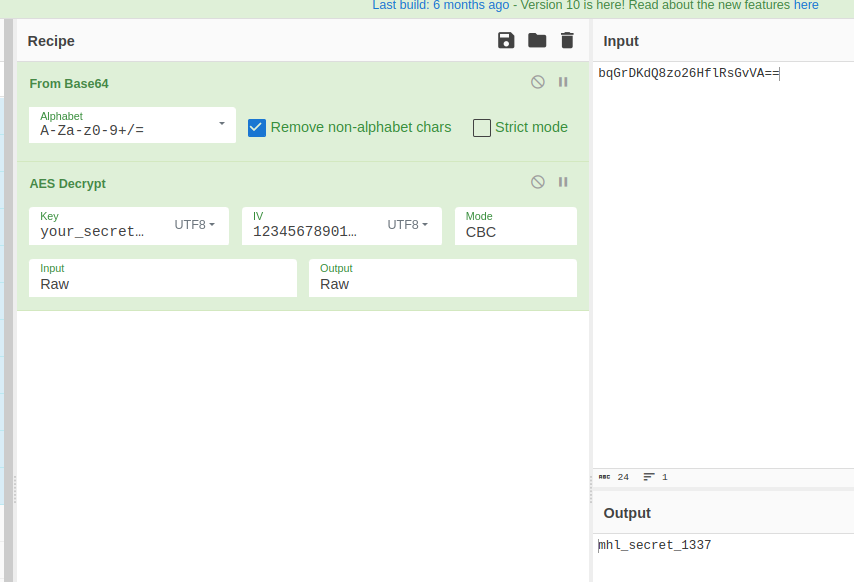 Last build: 6 months ago - Version 10 is here! Read about the new features here
Recipe
From Base64
Alphabet
A-Za-z0-9+/=
Remove non-alphabet chars
Strict mode
AES Decrypt
Key
your_secret…
UTF8
IV
12345678901…
UTF8
Mode
CBC
Input
Raw
Output
Raw
Input
bqGrDKdQ8zo26HflRsGvVA==
ABC 24
1
Output
mhl_secret_1337